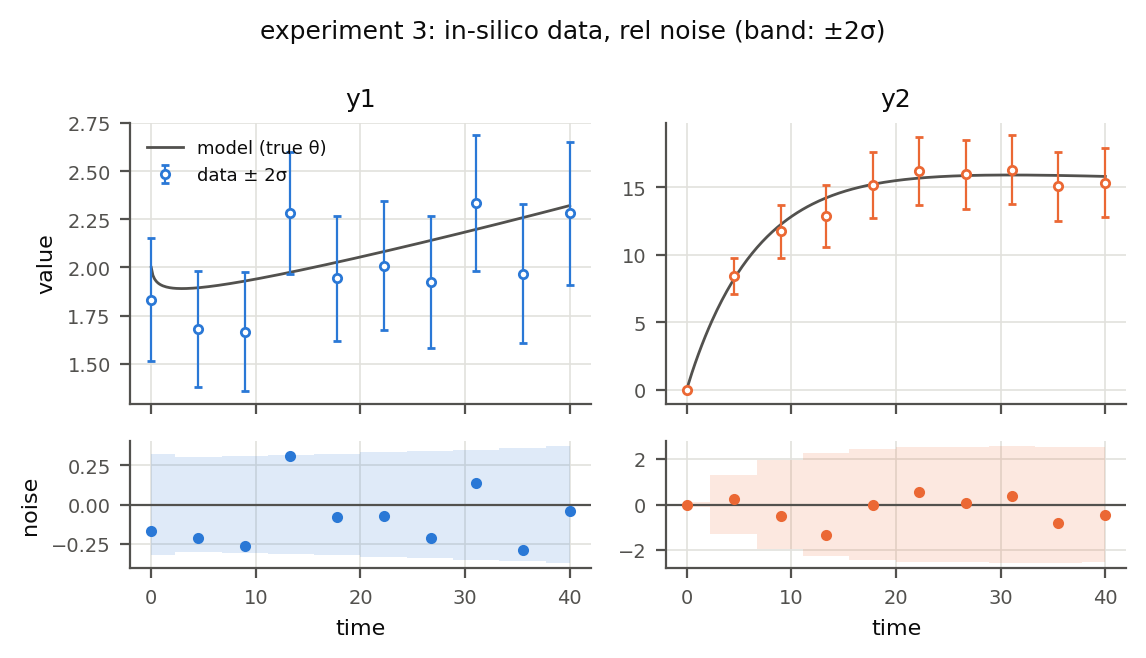 experiment 3: in-silico data, rel noise (band: ±2σ)
y1
y2
value
2.75
2.50
2.25
2.00
1.75
1.50
model (true θ)
data ± 2σ
15
10
5
0
noise
0.25
0.00
−0.25
2
0
−2
0
10
20
30
40
0
10
20
30
40
time
time